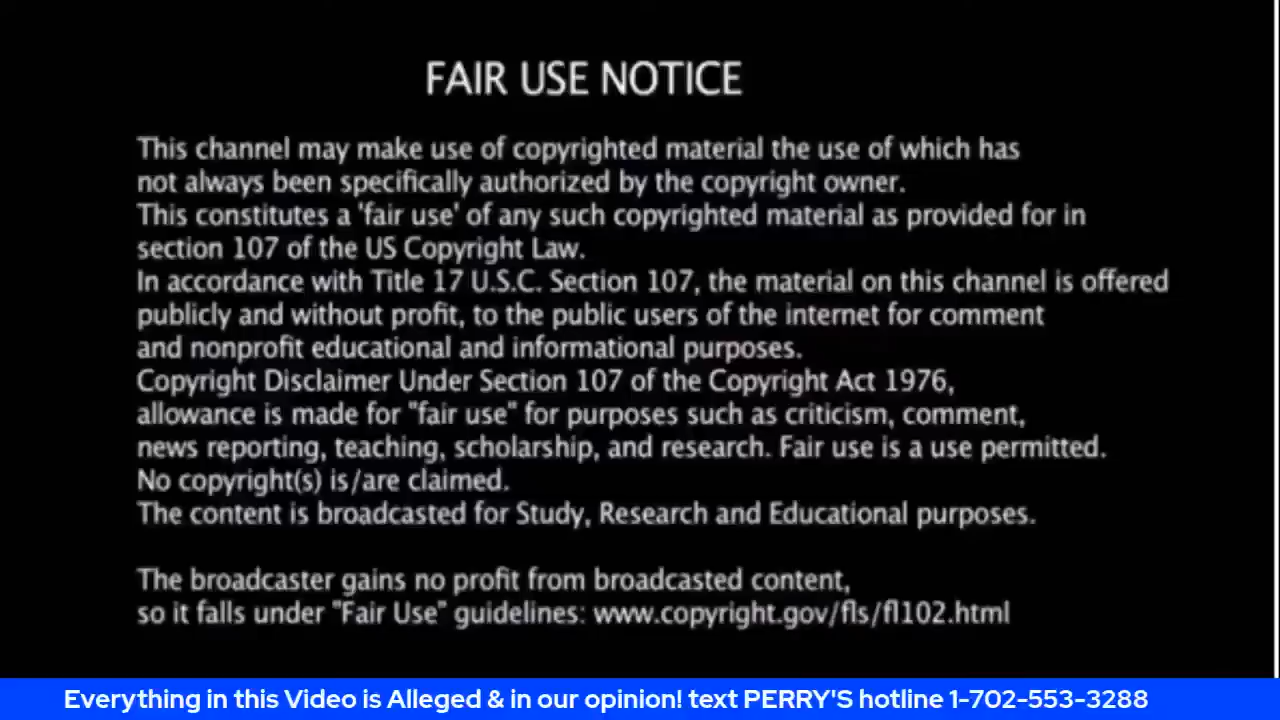 FAIR USE NOTICE
This channel may make use of copyrighted material the use of which has
not always been specifically authorized by the copyright owner.
This constitutes a 'fair use' of any such copyrighted material as provided for in
section 107 of the US Copyright Law.
In accordance with Title 17 U.S.C. Section 107, the material on this channel is offered
publicly and without profit, to the public users of the internet for comment
and nonprofit educational and informational purposes.
Copyright Disclaimer Under Section 107 of the Copyright Act 1976,
allowance is made for "fair use" for purposes such as criticism, comment,
news reporting, teaching, scholarship, and research. Fair use is a use permitted.
No copyright(s) is/are claimed.
The content is broadcasted for Study, Research and Educational purposes.
The broadcaster gains no profit from broadcasted content,
so it falls under "Fair Use" guidelines: www.copyright.gov/fls/fl102.html
Everything in this Video is Alleged & in our opinion! text PERRY'S hotline 1-702-553-3288